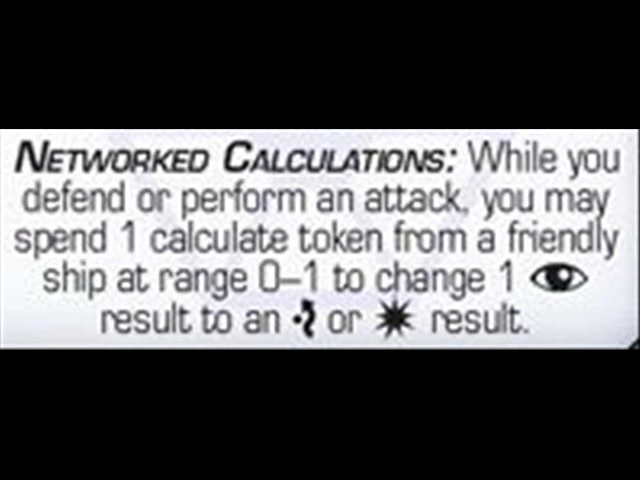 NETWORKED CALCULATIONS: While you
defend or perform an attack, you may
spend 1 calculate token from a friendly
ship at range 0–1 to change 1
result to an or result.